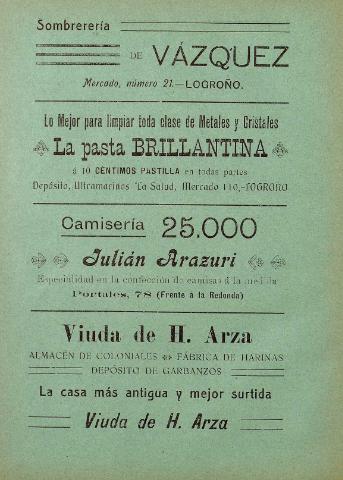 Sombrerería
DE VÁZQUEZ
Mercado, número 21.—LOGROÑO.
Lo Mejor para limpiar toda clase de Metales y Cristales
La pasta BRILLANTINA
á 10 CÉNTIMOS PASTILLA en todas partes
Depósito, Ultramarinos La Salud, Mercado 110,-LOGROÑO
Camisería 25.000
Julián Arazuri
Especialidad en la confección de camisas á la medida
Portales, 78 (Frente á la Redonda)
Viuda de H. Arza
ALMACÉN DE COLONIALES FÁBRICA DE HARINAS
DEPÓSITO DE GARBANZOS
La casa más antigua y mejor surtida
Viuda de H. Arza